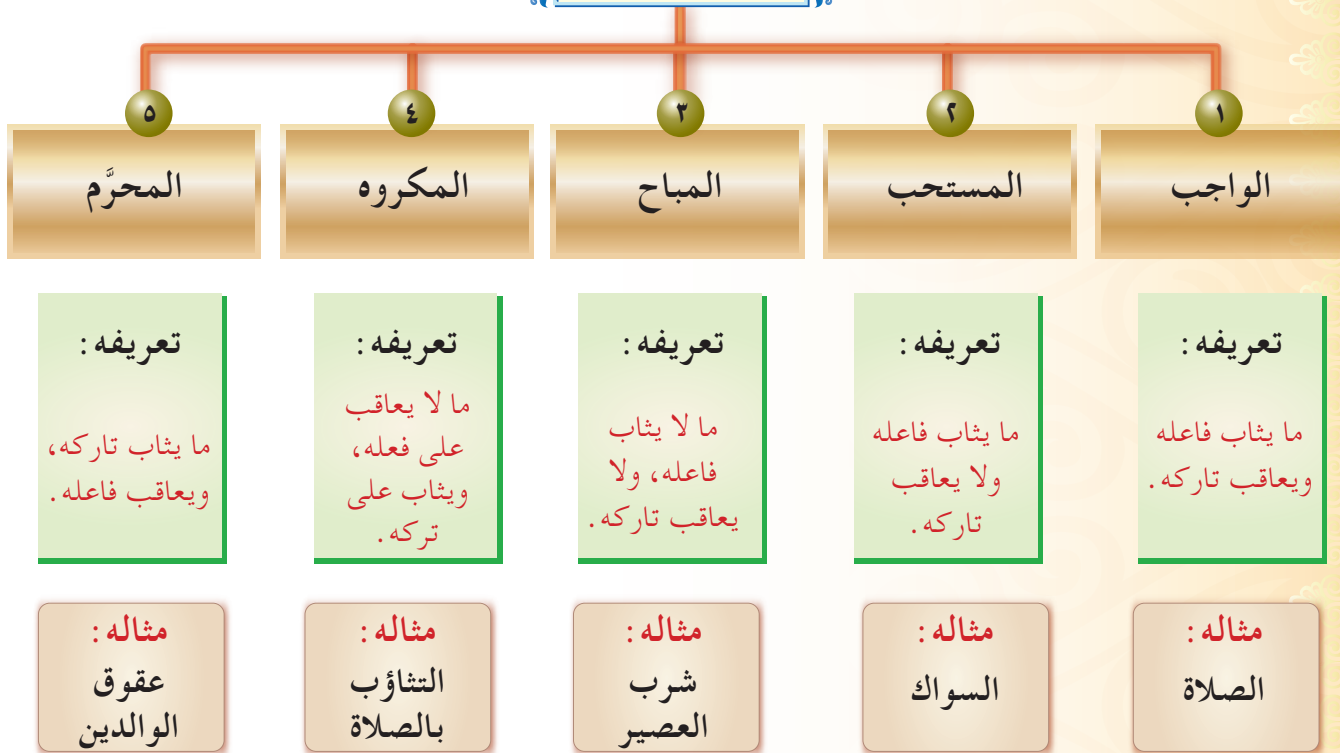 ١
الواجب
تعريفه:
ما يثاب فاعله
ويعاقب تاركه.
مثاله:
الصلاة
٢
المستحب
تعريفه:
ما يثاب فاعله
ولا يعاقب
تاركه.
مثاله:
السواك
٣
المباح
تعريفه:
ما لا يثاب
فاعله، ولا
يعاقب تاركه.
مثاله:
شرب
العصير
٤
المكروه
تعريفه:
ما لا يعاقب
على فعله،
ويثاب على
تركه.
مثاله:
التثاؤب
بالصلاة
٥
المحرَّم
تعريفه:
ما يثاب تاركه،
ويعاقب فاعله.
مثاله:
عقوق
الوالدين